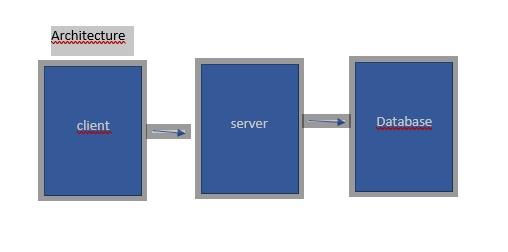 Architecture
client
server
Database